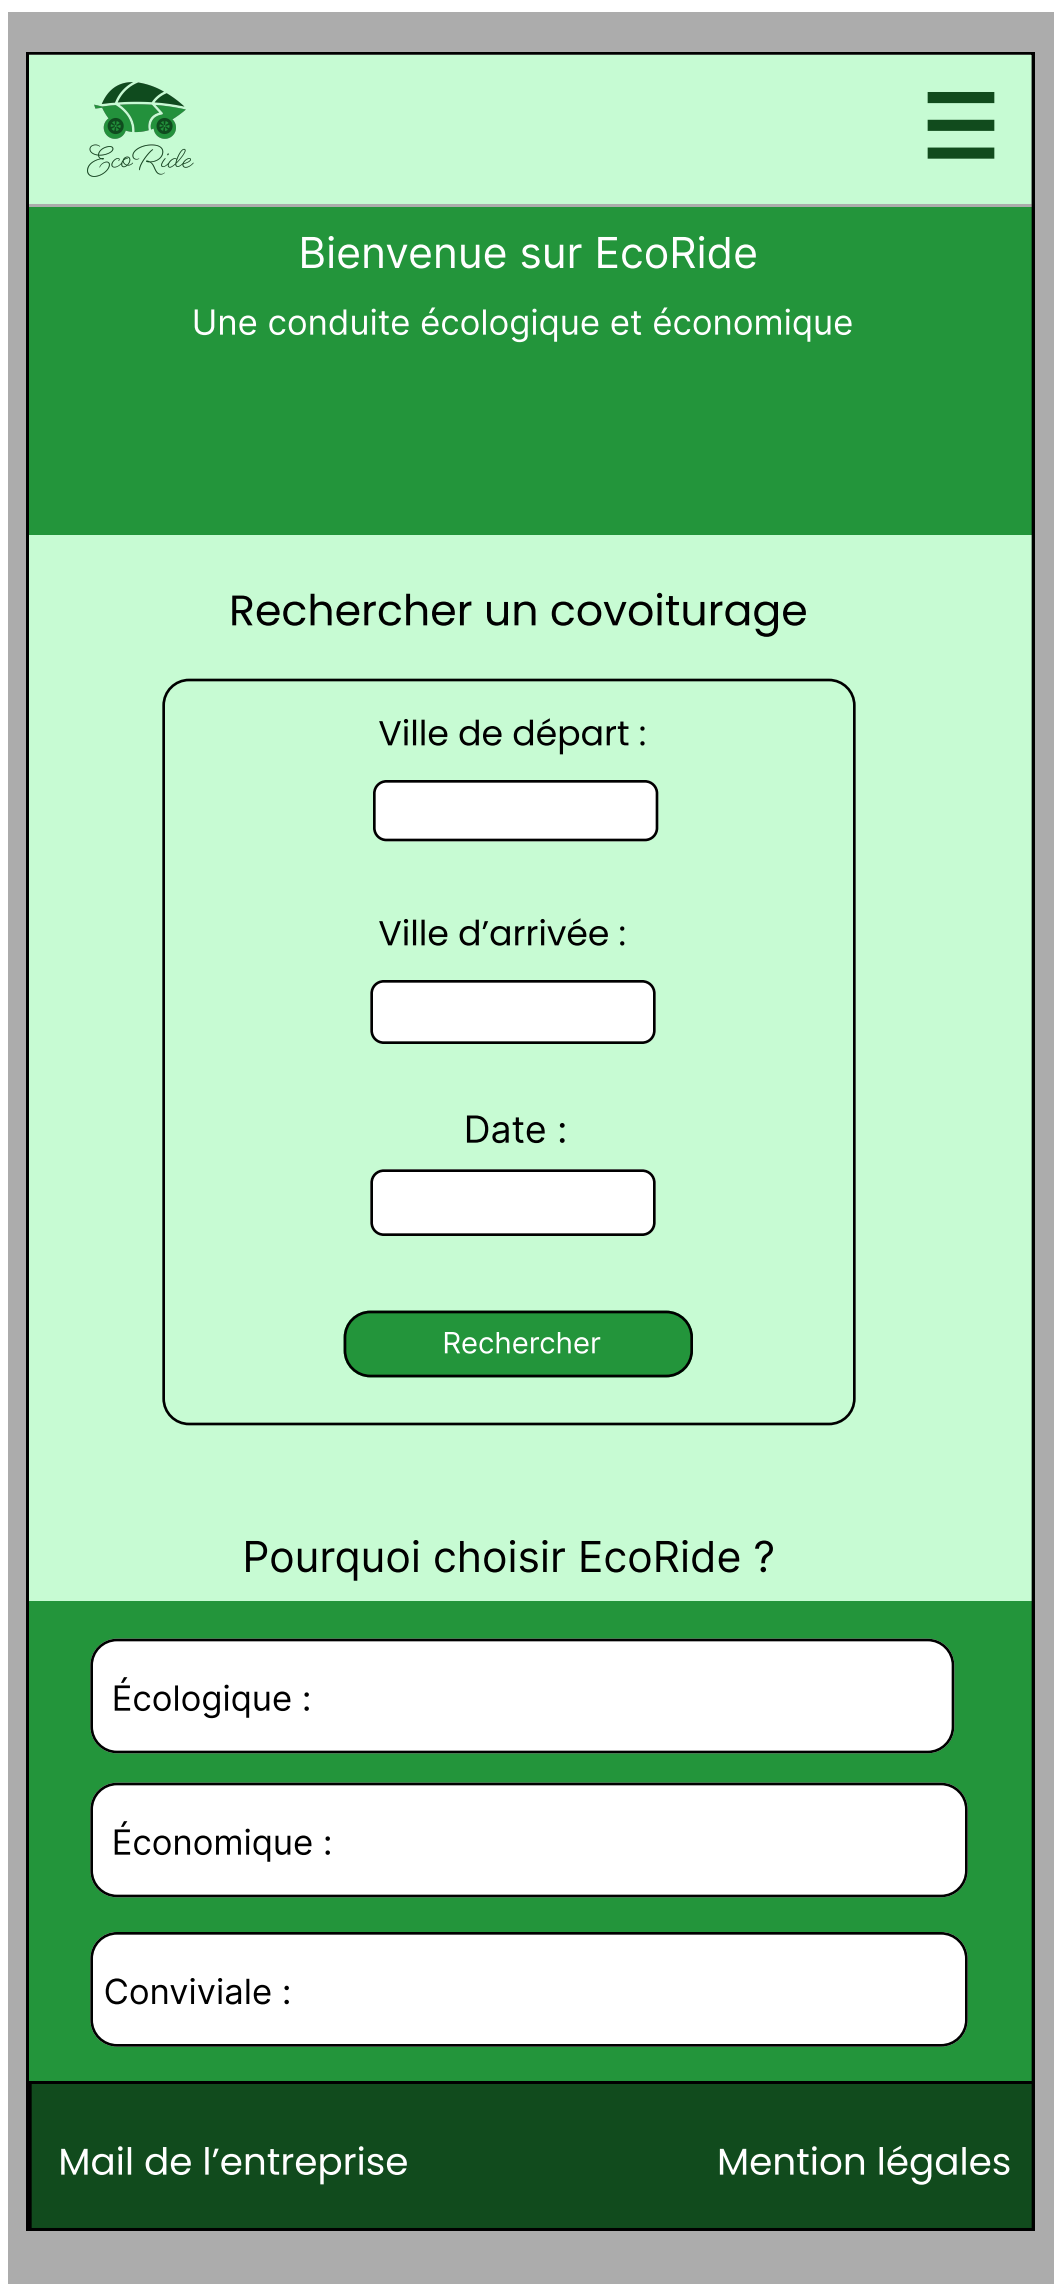 EcoRide
Bienvenue sur EcoRide
Une conduite écologique et économique
Rechercher un covoiturage
Ville de départ :
Ville d’arrivée :
Date :
Rechercher
Pourquoi choisir EcoRide ?
Écologique :
Économique :
Conviviale :
Mail de l’entreprise
Mention légales